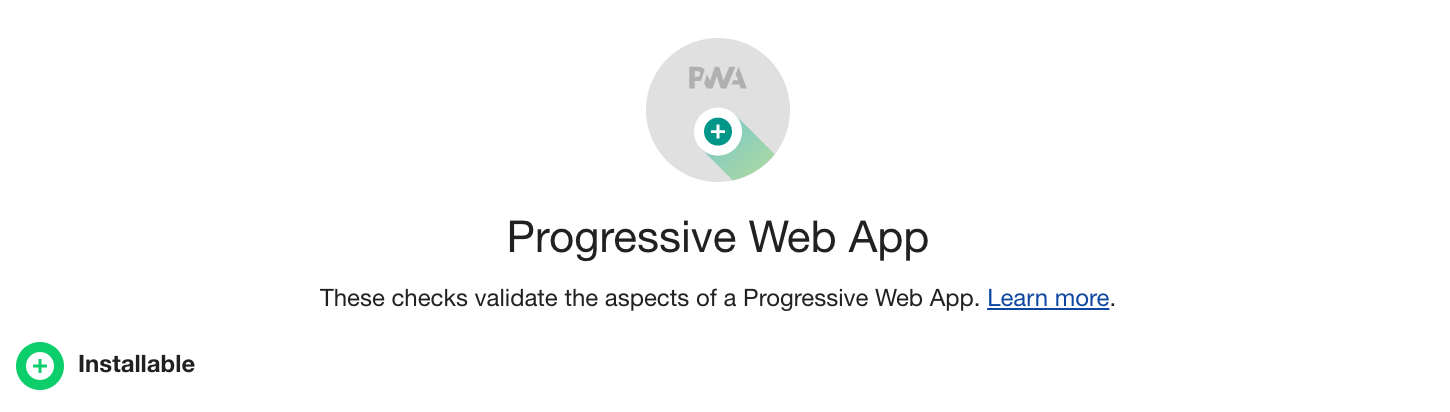 PWA
Progressive Web App
These checks validate the aspects of a Progressive Web App. Learn more.
Installable